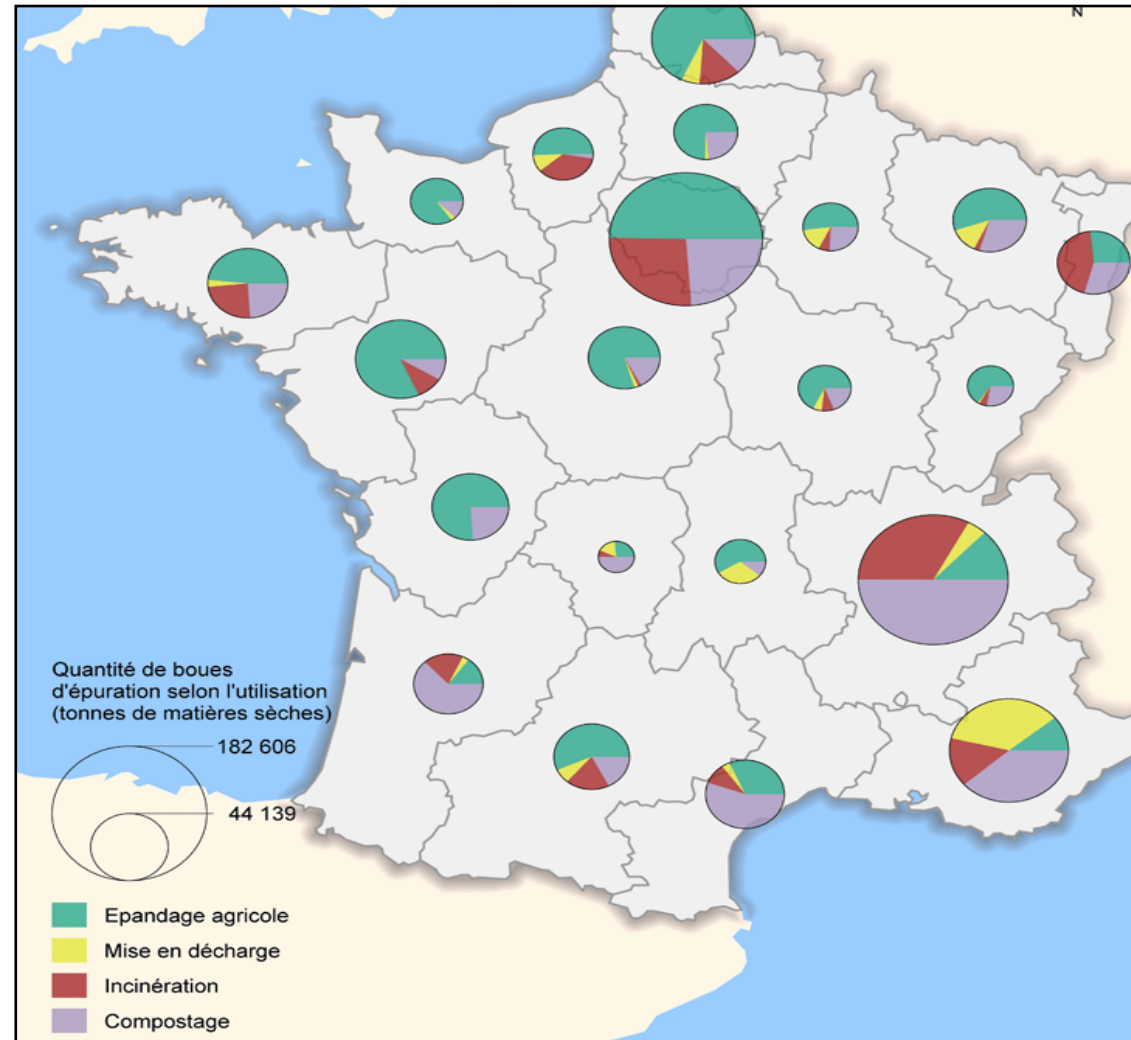 N
Quantité de boues
d'épuration selon l'utilisation
(tonnes de matières sèches)
182 606
44 139
Epandage agricole
Mise en décharge
Incinération
Compostage